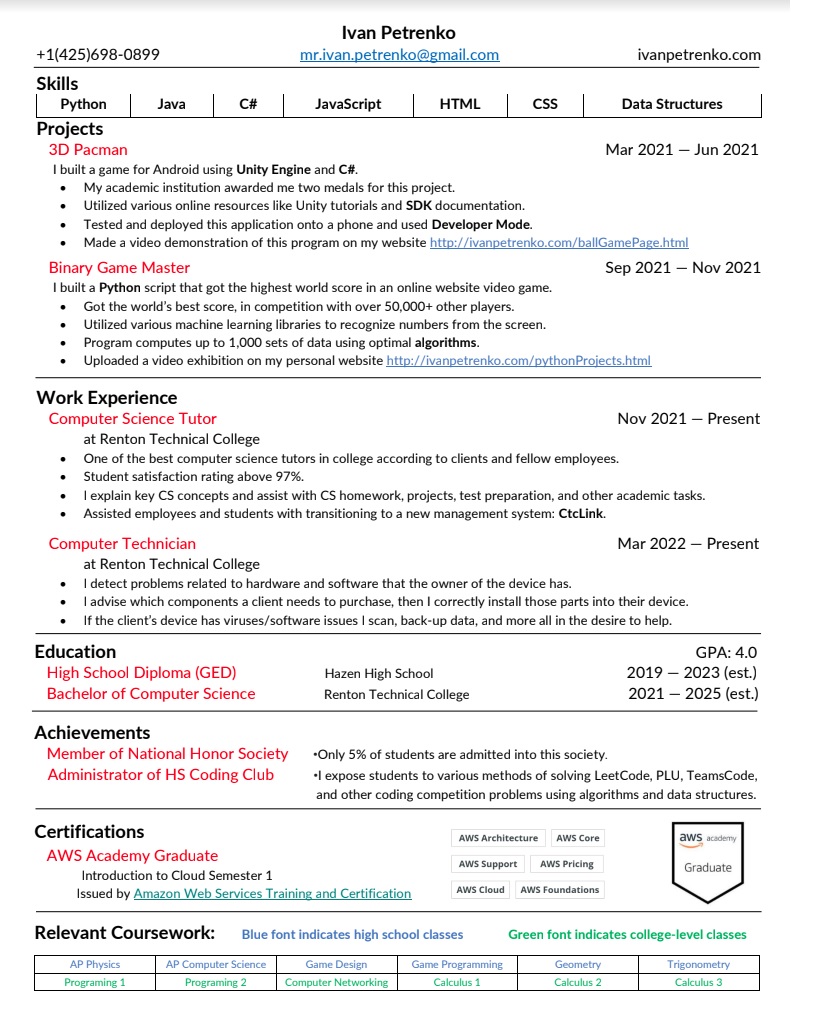 Ivan Petrenko
+1(425)698-0899 mr.ivan.petrenko@gmail.com ivanpetrenko.com
Skills
Python Java C# JavaScript HTML CSS Data Structures
Projects
3D Pacman Mar 2021 — Jun 2021
I built a game for Android using Unity Engine and C#.
• My academic institution awarded me two medals for this project.
• Utilized various online resources like Unity tutorials and SDK documentation.
• Tested and deployed this application onto a phone and used Developer Mode.
• Made a video demonstration of this program on my website http://ivanpetrenko.com/ballGamePage.html
Binary Game Master Sep 2021 — Nov 2021
I built a Python script that got the highest world score in an online website video game.
• Got the world's best score, in competition with over 50,000+ other players.
• Utilized various machine learning libraries to recognize numbers from the screen.
• Program computes up to 1,000 sets of data using optimal algorithms.
• Uploaded a video exhibition on my personal website http://ivanpetrenko.com/pythonProjects.html
Work Experience
Computer Science Tutor Nov 2021 — Present
at Renton Technical College
• One of the best computer science tutors in college according to clients and fellow employees.
• Student satisfaction rating above 97%.
• I explain key CS concepts and assist with CS homework, projects, test preparation, and other academic tasks.
• Assisted employees and students with transitioning to a new management system: CtcLink.
Computer Technician Mar 2022 — Present
at Renton Technical College
• I detect problems related to hardware and software that the owner of the device has.
• I advise which components a client needs to purchase, then I correctly install those parts into their device.
• If the client's device has viruses/software issues I scan, back-up data, and more all in the desire to help.
Education GPA: 4.0
High School Diploma (GED) Hazen High School 2019 — 2023 (est.)
Bachelor of Computer Science Renton Technical College 2021 — 2025 (est.)
Achievements
Member of National Honor Society •Only 5% of students are admitted into this society.
Administrator of HS Coding Club •I expose students to various methods of solving LeetCode, PLU, TeamsCode,
and other coding competition problems using algorithms and data structures.
Certifications
AWS Academy Graduate
Introduction to Cloud Semester 1
Issued by Amazon Web Services Training and Certification
AWS Architecture AWS Core
AWS Support AWS Pricing
AWS Cloud AWS Foundations
aws academy
Graduate
Relevant Coursework: Blue font indicates high school classes Green font indicates college-level classes
AP Physics AP Computer Science Game Design Game Programming Geometry Trigonometry
Programing 1 Programing 2 Computer Networking Calculus 1 Calculus 2 Calculus 3